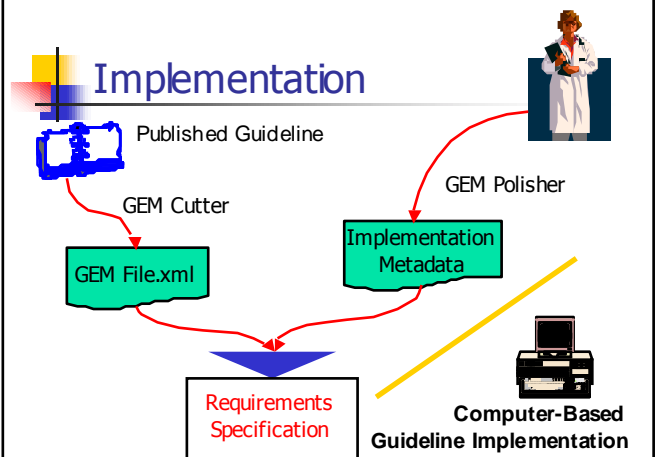 Implementation
Published Guideline
GEM Cutter
GEM Polisher
GEM File.xml
Implementation
Metadata
Requirements
Specification
Computer-Based
Guideline Implementation